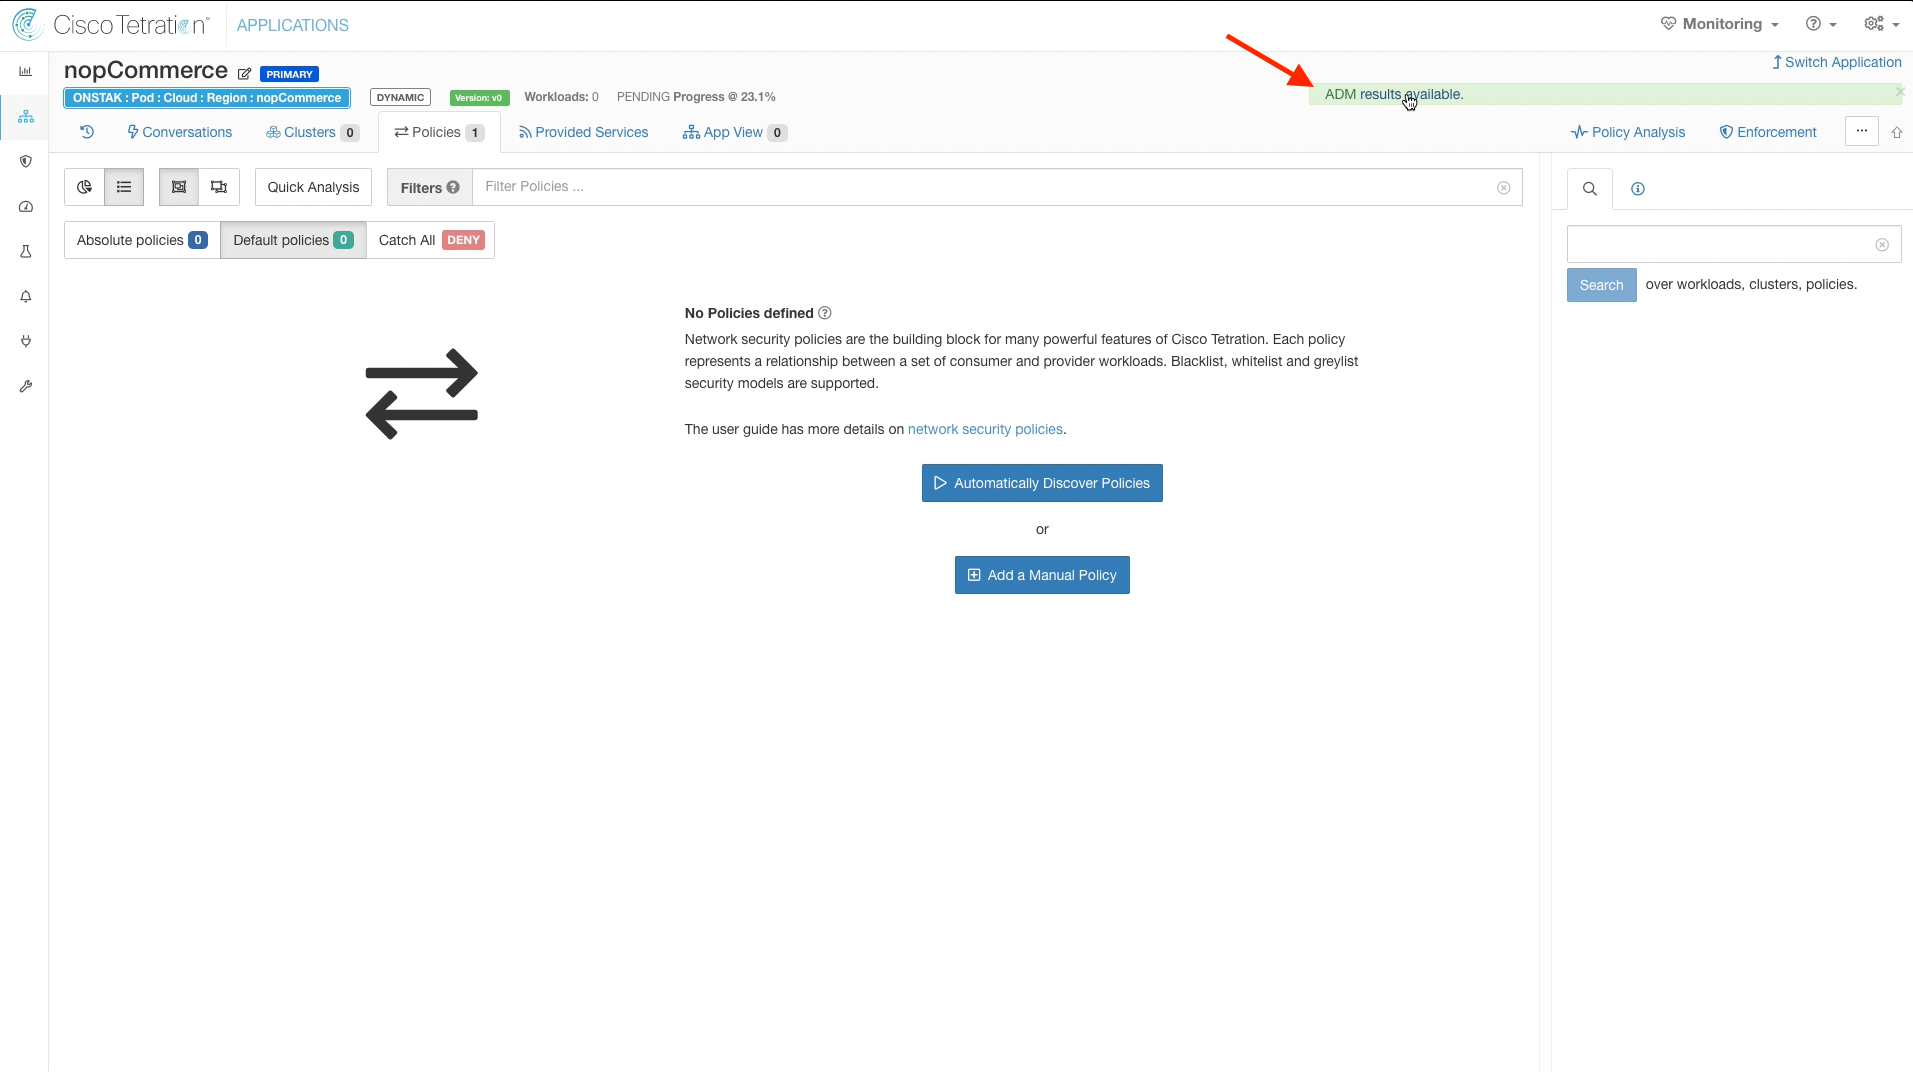 Cisco Tetration™ APPLICATIONS Monitoring
nopCommerce PRIMARY Switch Application
ONSTAK : Pod : Cloud : Region : nopCommerce DYNAMIC Version: v0 Workloads: 0 PENDING Progress @ 23.1% ADM results available.
Conversations Clusters 0 Policies 1 Provided Services App View 0 Policy Analysis Enforcement ...
Quick Analysis Filters ? Filter Policies ...
Absolute policies 0 Default policies 0 Catch All DENY
Search over workloads, clusters, policies.
No Policies defined ?
Network security policies are the building block for many powerful features of Cisco Tetration. Each policy
represents a relationship between a set of consumer and provider workloads. Blacklist, whitelist and greylist
security models are supported.
The user guide has more details on network security policies.
Automatically Discover Policies
or
Add a Manual Policy